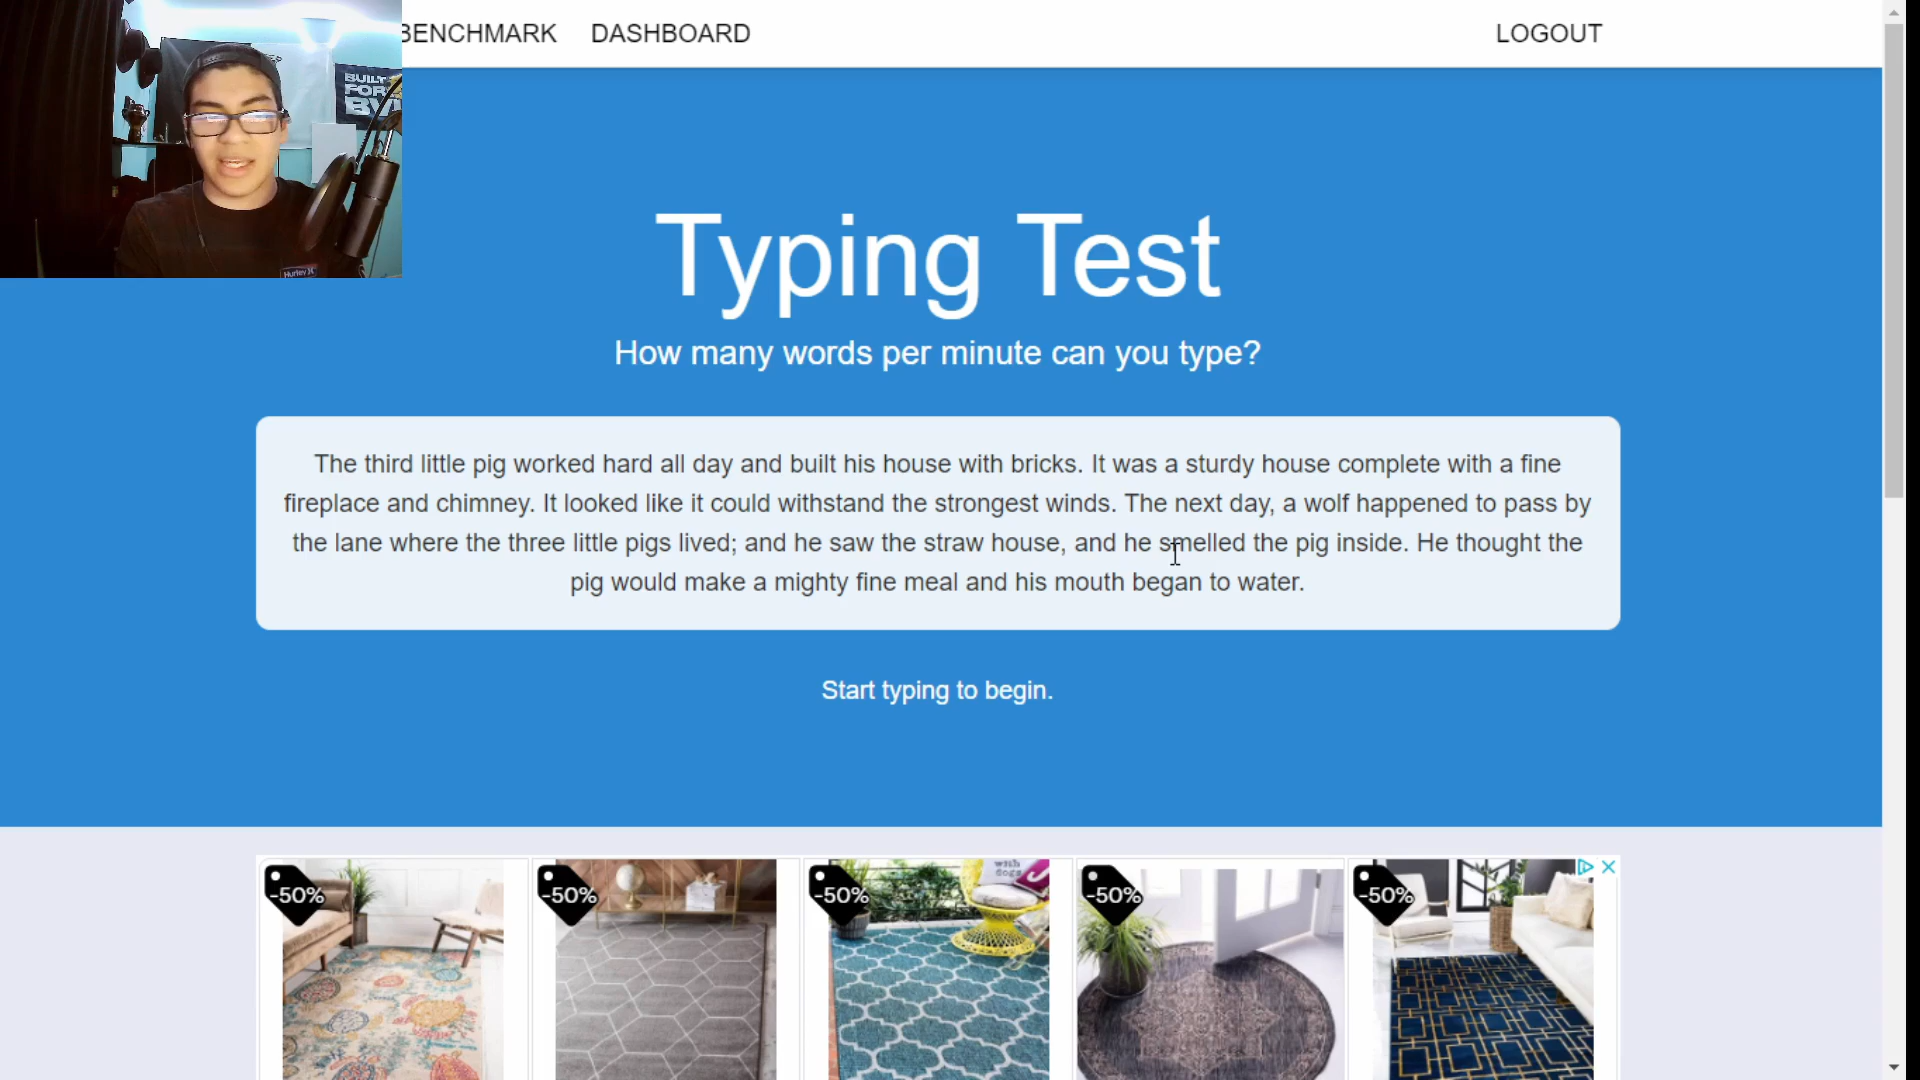 BENCHMARK DASHBOARD LOGOUT
BUILT
FOR
Hurley
Typing Test
How many words per minute can you type?
The third little pig worked hard all day and built his house with bricks. It was a sturdy house complete with a fine
fireplace and chimney. It looked like it could withstand the strongest winds. The next day, a wolf happened to pass by
the lane where the three little pigs lived; and he saw the straw house, and he smelled the pig inside. He thought the
pig would make a mighty fine meal and his mouth began to water.
Start typing to begin.
-50% -50% -50% -50% -50%
with
dogs